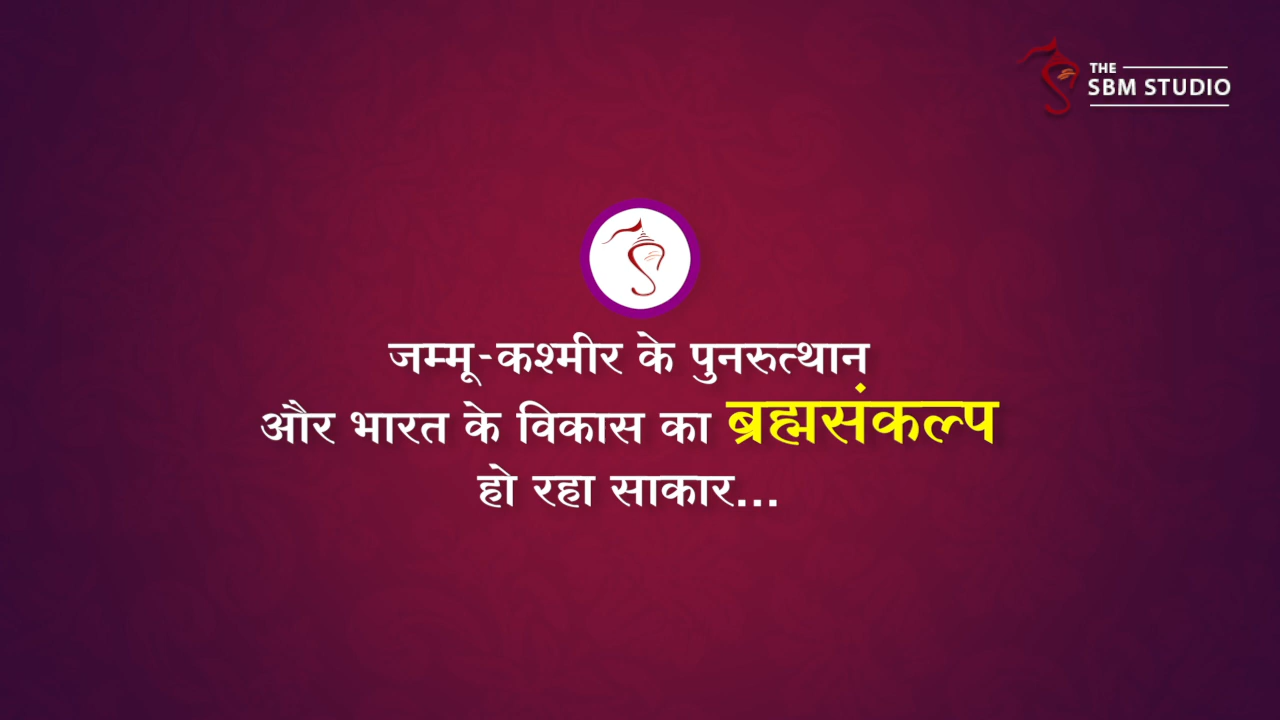 THE
SBM STUDIO
जम्मू-कश्मीर के पुनरुत्थान
और भारत के विकास का ब्रह्मसंकल्प
हो रहा साकार...